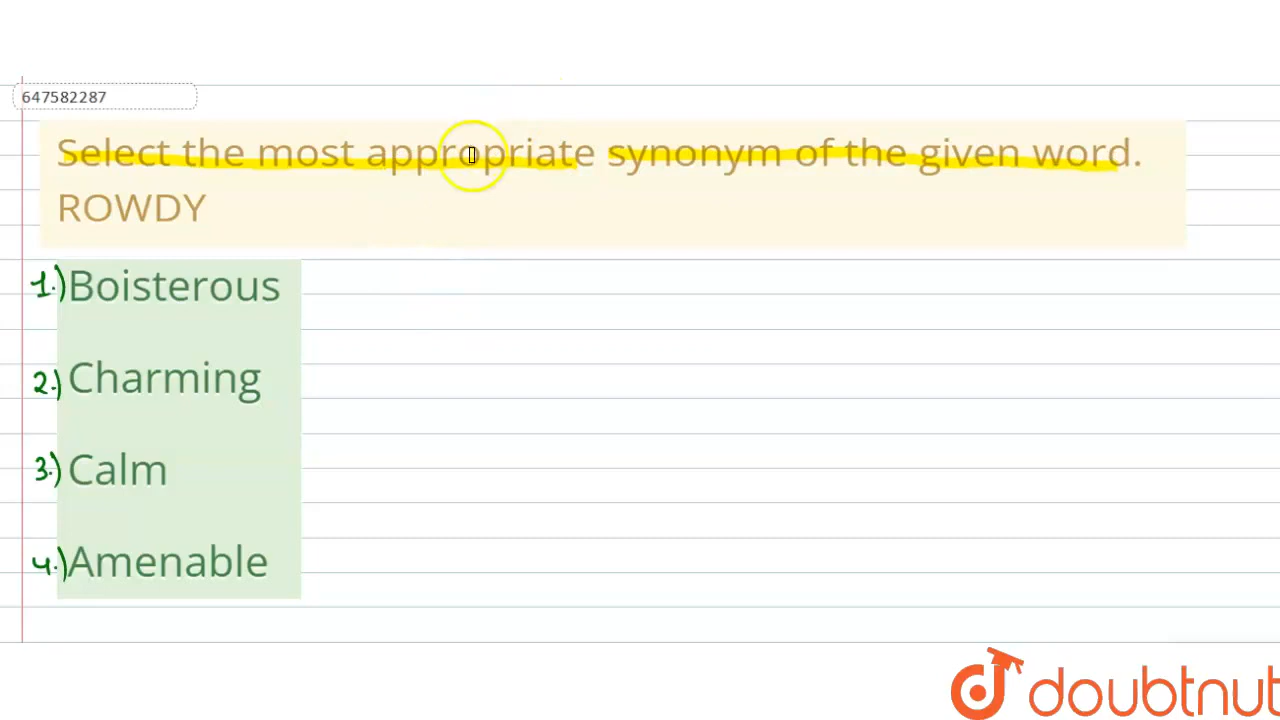 647582287
Select the most appropriate synonym of the given word.
ROWDY
1.) Boisterous
2.) Charming
3.) Calm
4.) Amenable
doubtnut